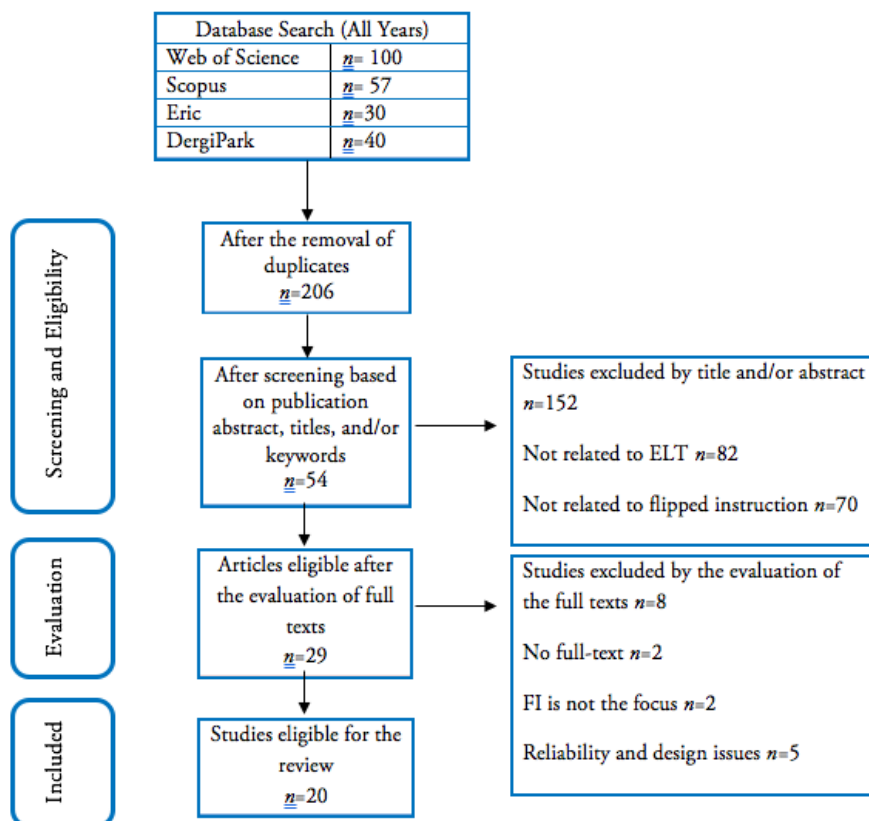 Database Search (All Years)
Web of Science n= 100
Scopus n= 57
Eric n=30
DergiPark n=40
Screening and Eligibility
After the removal of
duplicates
n=206
After screening based
on publication
abstract, titles, and/or
keywords
n=54
Studies excluded by title and/or abstract
n=152
Not related to ELT n=82
Not related to flipped instruction n=70
Evaluation
Articles eligible after
the evaluation of full
texts
n=29
Studies excluded by the evaluation of
the full texts n=8
No full-text n=2
FI is not the focus n=2
Reliability and design issues n=5
Included
Studies eligible for the
review
n=20